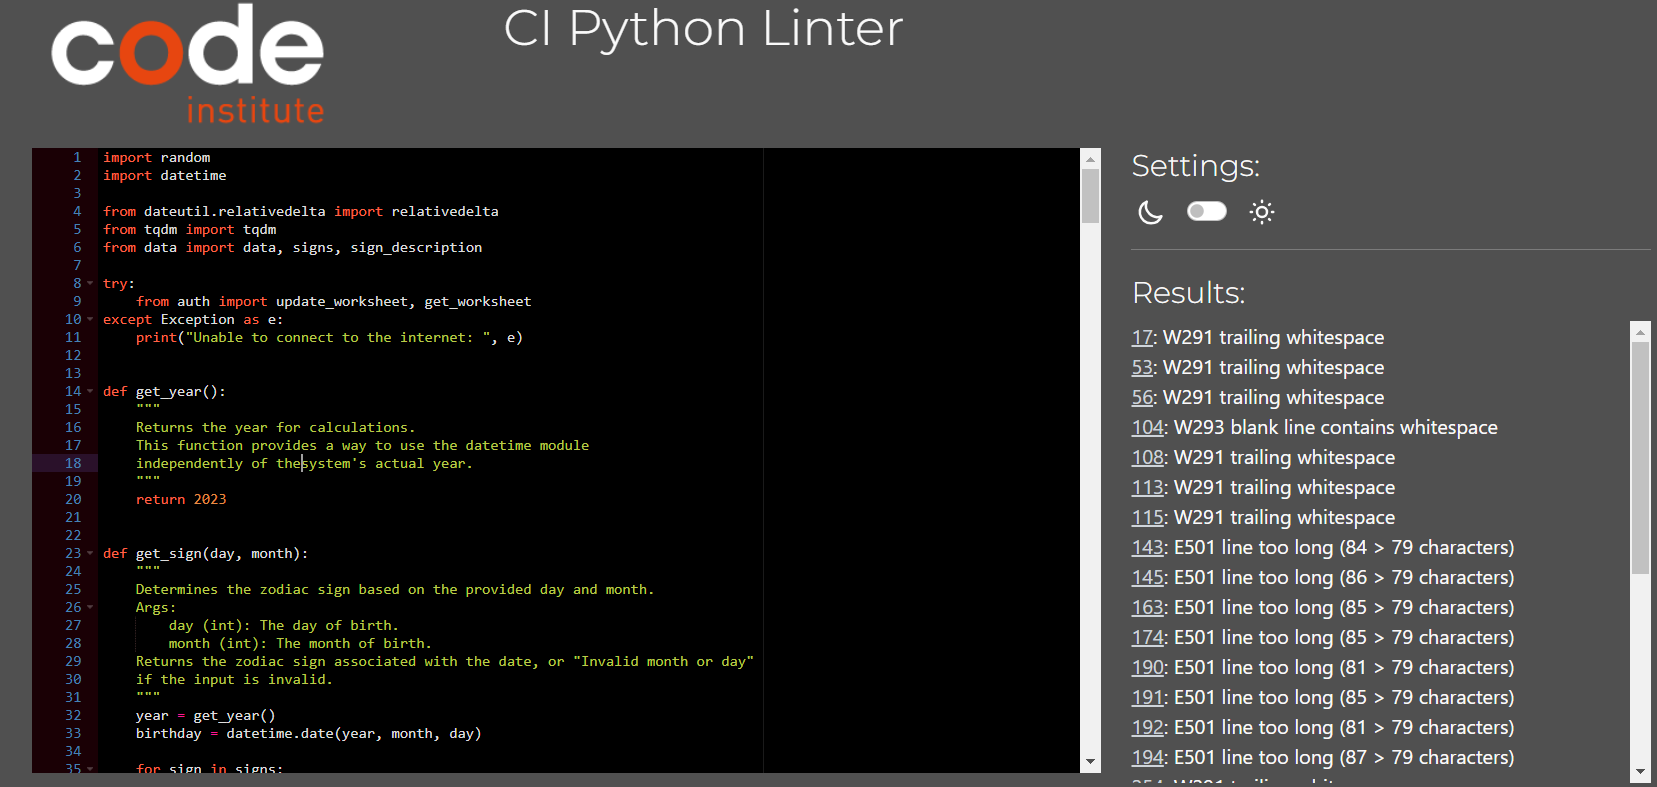 code
institute
CI Python Linter
1 import random
2 import datetime
3
4 from dateutil.relativedelta import relativedelta
5 from tqdm import tqdm
6 from data import data, signs, sign_description
7
8 try:
9     from auth import update_worksheet, get_worksheet
10 except Exception as e:
11     print("Unable to connect to the internet: ", e)
12
13
14 def get_year():
15     """
16     Returns the year for calculations.
17     This function provides a way to use the datetime module
18     independently of thesystem's actual year.
19     """
20     return 2023
21
22
23 def get_sign(day, month):
24     """
25     Determines the zodiac sign based on the provided day and month.
26     Args:
27         day (int): The day of birth.
28         month (int): The month of birth.
29     Returns the zodiac sign associated with the date, or "Invalid month or day"
30     if the input is invalid.
31     """
32     year = get_year()
33     birthday = datetime.date(year, month, day)
34
35     for sign in signs:
Settings:
Results:
17: W291 trailing whitespace
53: W291 trailing whitespace
56: W291 trailing whitespace
104: W293 blank line contains whitespace
108: W291 trailing whitespace
113: W291 trailing whitespace
115: W291 trailing whitespace
143: E501 line too long (84 > 79 characters)
145: E501 line too long (86 > 79 characters)
163: E501 line too long (85 > 79 characters)
174: E501 line too long (85 > 79 characters)
190: E501 line too long (81 > 79 characters)
191: E501 line too long (85 > 79 characters)
192: E501 line too long (81 > 79 characters)
194: E501 line too long (87 > 79 characters)